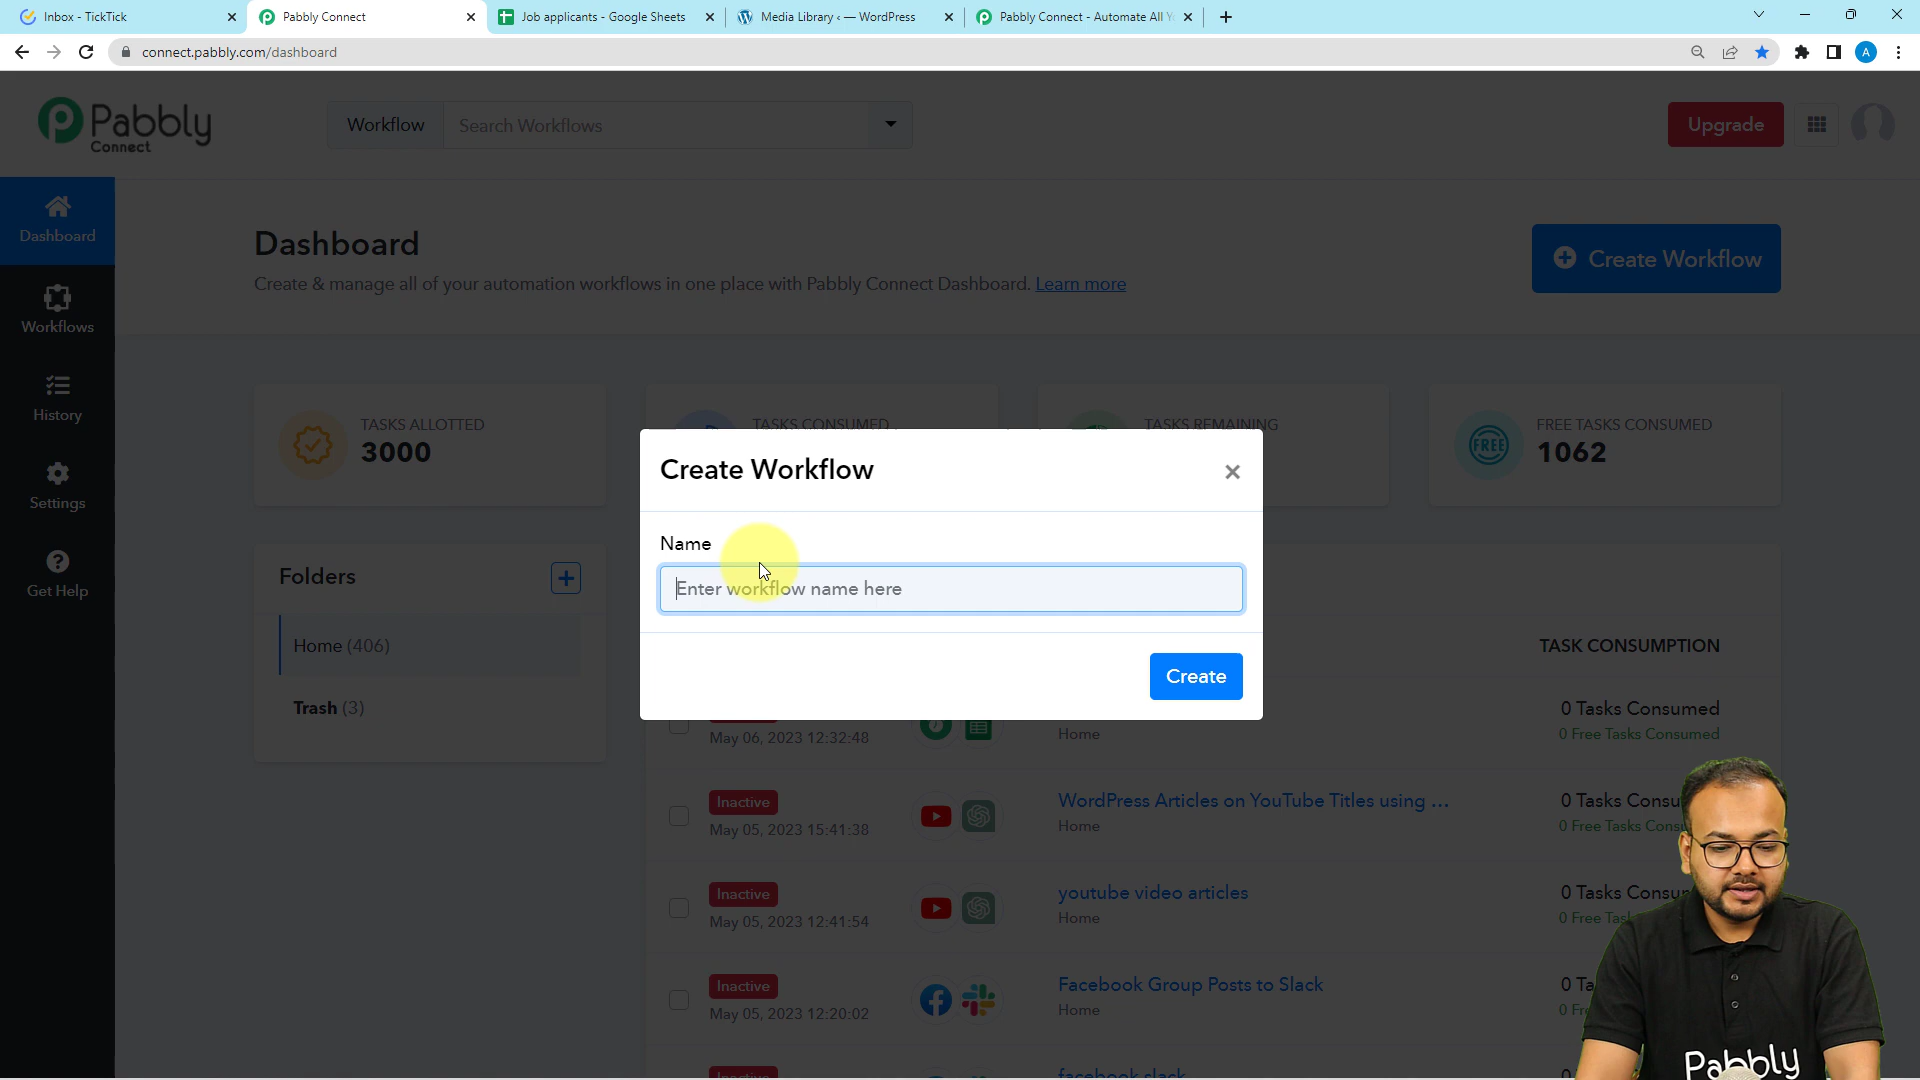 Inbox - TickTick
Pabbly Connect
Job applicants - Google Sheets
Media Library ‹ — WordPress
Pabbly Connect - Automate All Y
connect.pabbly.com/dashboard
A
Pabbly
Connect
Workflow
Search Workflows
Upgrade
Dashboard
Workflows
History
Settings
Get Help
Dashboard
Create & manage all of your automation workflows in one place with Pabbly Connect Dashboard. Learn more
Create Workflow
TASKS ALLOTTED
3000
TASKS CONSUMED
TASKS REMAINING
FREE
FREE TASKS CONSUMED
1062
Create Workflow
×
Name
Enter workflow name here
Create
Folders
Home (406)
Trash (3)
TASK CONSUMPTION
May 06, 2023 12:32:48
Home
0 Tasks Consumed
0 Free Tasks Consumed
Inactive
May 05, 2023 15:41:38
WordPress Articles on YouTube Titles using ...
Home
0 Tasks Consu
0 Free Tasks Cons
Inactive
May 05, 2023 12:41:54
youtube video articles
Home
0 Tasks Consu
0 Free Tas
Inactive
May 05, 2023 12:20:02
Facebook Group Posts to Slack
Home
0 Ta
0 Fr
Inactive
facebook slack
Pabbly